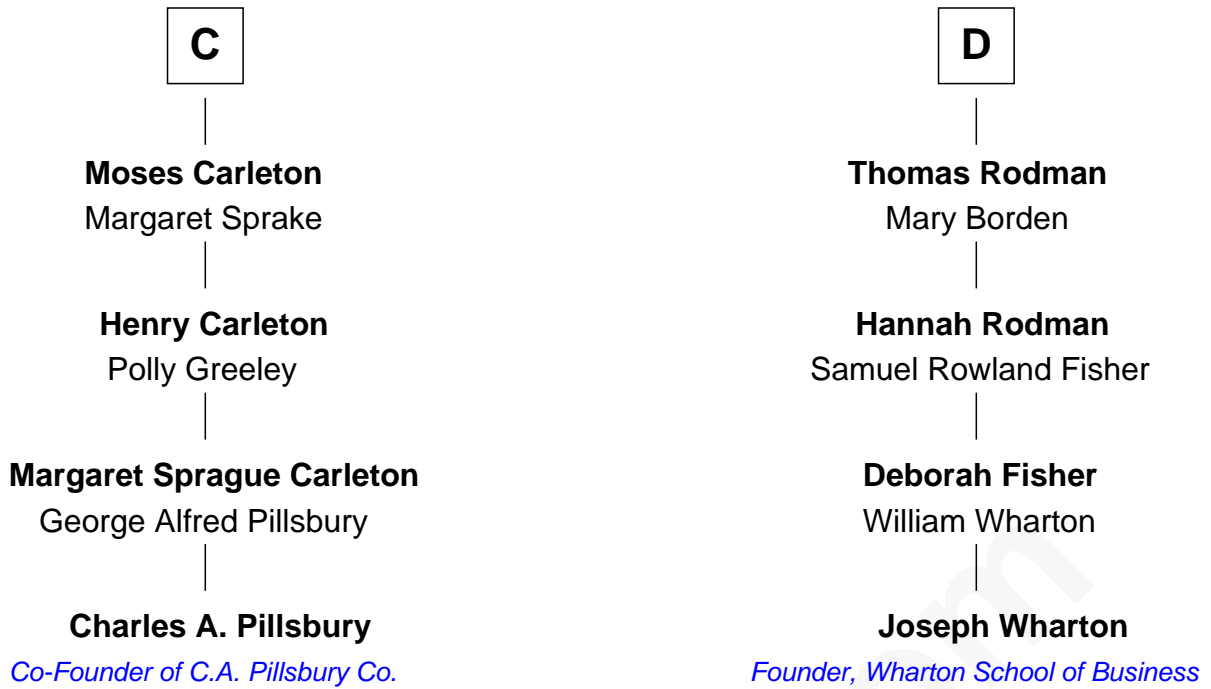 C
Moses Carleton
Margaret Sprake
Henry Carleton
Polly Greeley
Margaret Sprague Carleton
George Alfred Pillsbury
Charles A. Pillsbury
Co-Founder of C.A. Pillsbury Co.
D
Thomas Rodman
Mary Borden
Hannah Rodman
Samuel Rowland Fisher
Deborah Fisher
William Wharton
Joseph Wharton
Founder, Wharton School of Business
om